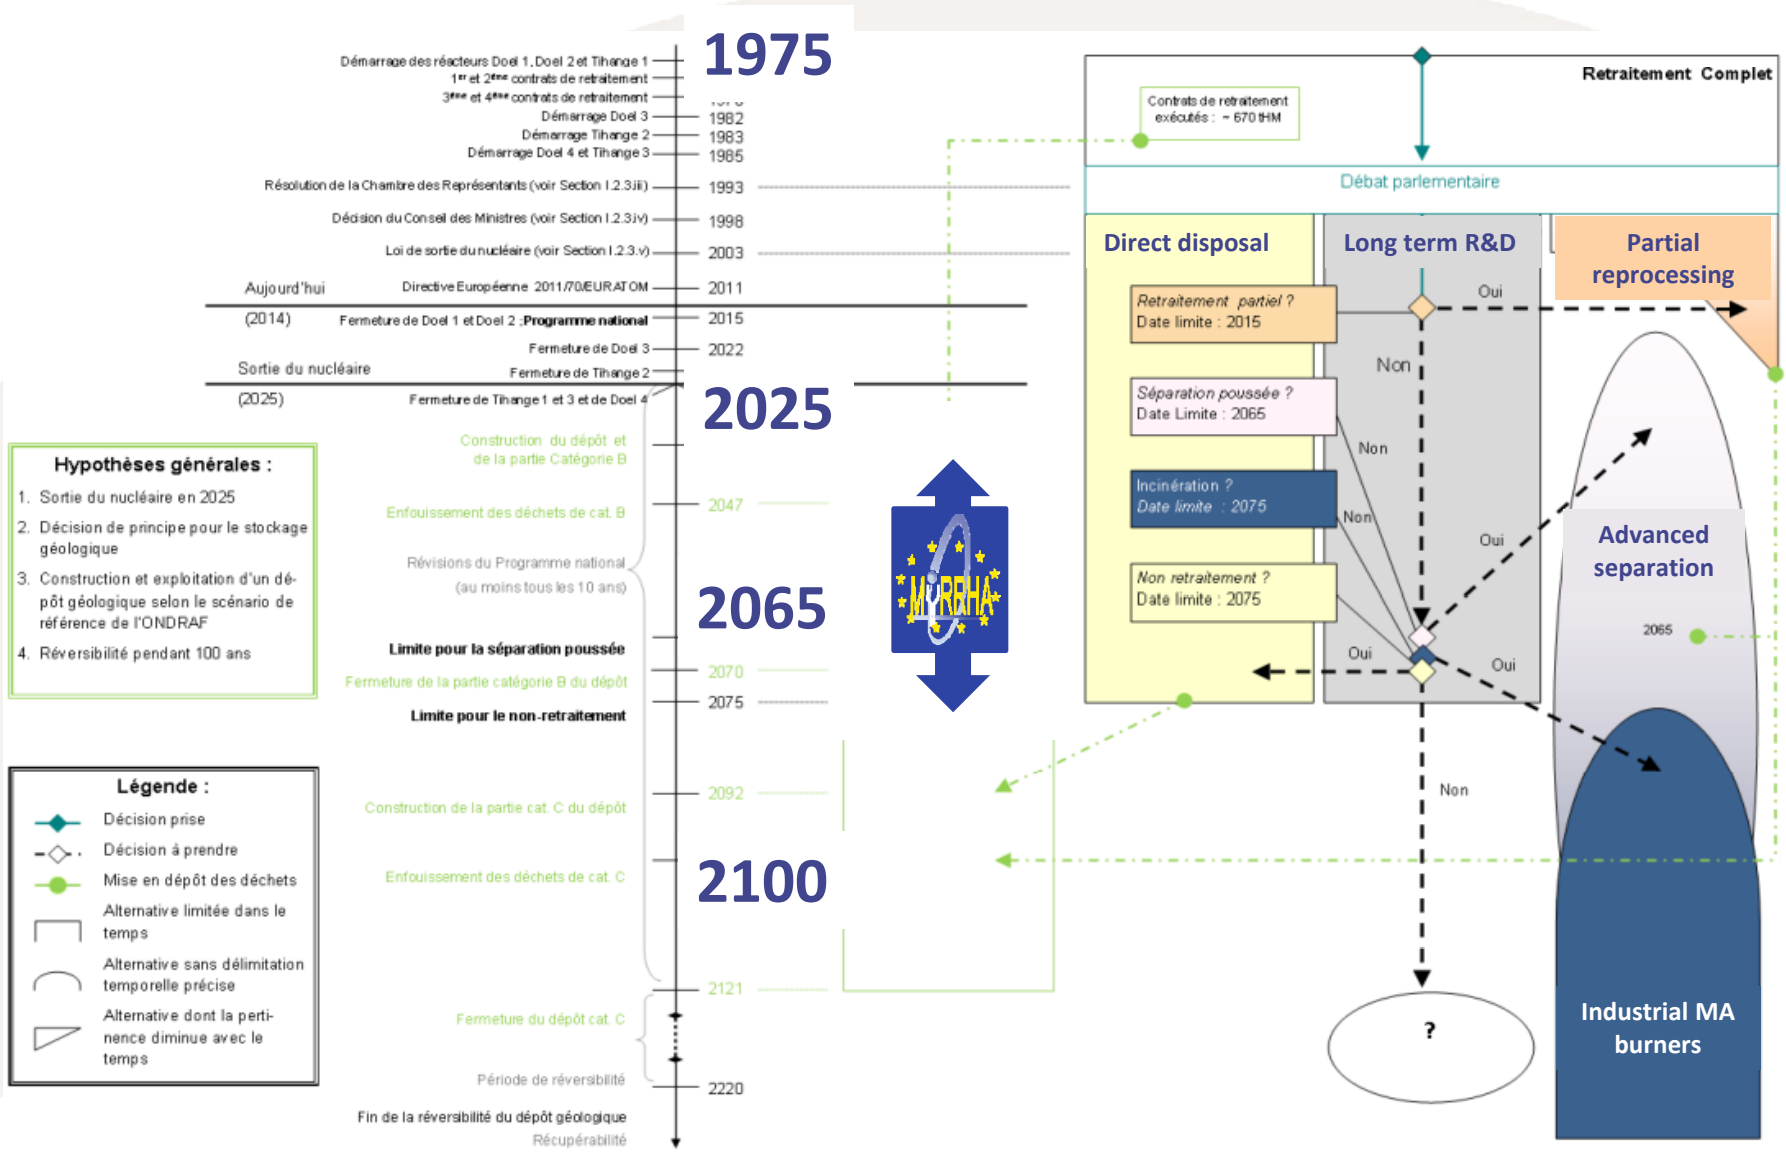 1975
Démarrage des réacteurs Doel 1, Doel 2 et Tihange 1
1er et 2ème contrats de retraitement
3ème et 4ème contrats de retraitement
Démarrage Doel 3
1982
Démarrage Tihange 2
1983
Démarrage Doel 4 et Tihange 3
1985
Résolution de la Chambre des Représentants (voir Section I.2.3.iii)
1993
Décision du Conseil des Ministres (voir Section I.2.3.iv)
1998
Loi de sortie du nucléaire (voir Section I.2.3.v)
2003
Aujourd'hui
Directive Européenne 2011/70/EURATOM
2011
(2014)
Fermeture de Doel 1 et Doel 2 ;Programme national
2015
Fermeture de Doel 3
2022
Sortie du nucléaire
Fermeture de Tihange 2
(2025)
Fermeture de Tihange 1 et 3 et de Doel 4
2025
Construction du dépôt et
de la partie Catégorie B
Enfouissement des déchets de cat. B
2047
Révisions du Programme national
(au moins tous les 10 ans)
2065
Limite pour la séparation poussée
2070
Fermeture de la partie catégorie B du dépôt
2075
Limite pour le non-retraitement
2092
Construction de la partie cat. C du dépôt
Enfouissement des déchets de cat. C
2100
2121
Fermeture du dépôt cat. C
Période de réversibilité
2220
Fin de la réversibilité du dépôt géologique
Récupérabilité
Hypothèses générales :
1. Sortie du nucléaire en 2025
2. Décision de principe pour le stockage
géologique
3. Construction et exploitation d'un dé-
pôt géologique selon le scénario de
référence de l'ONDRAF
4. Réversibilité pendant 100 ans
Légende :
Décision prise
Décision à prendre
Mise en dépôt des déchets
Alternative limitée dans le
temps
Alternative sans délimitation
temporelle précise
Alternative dont la perti-
nence diminue avec le
temps
MYRRHA
Retraitement Complet
Contrats de retraitement
exécutés : ~ 670 tHM
Débat parlementaire
Direct disposal
Long term R&D
Partial
reprocessing
Retraitement partiel ?
Date limite : 2015
Oui
Non
Séparation poussée ?
Date Limite : 2065
Non
Incinération ?
Date limite : 2075
Non
Oui
Non retraitement ?
Date limite : 2075
Oui
Oui
Advanced
separation
2065
Non
?
Industrial MA
burners